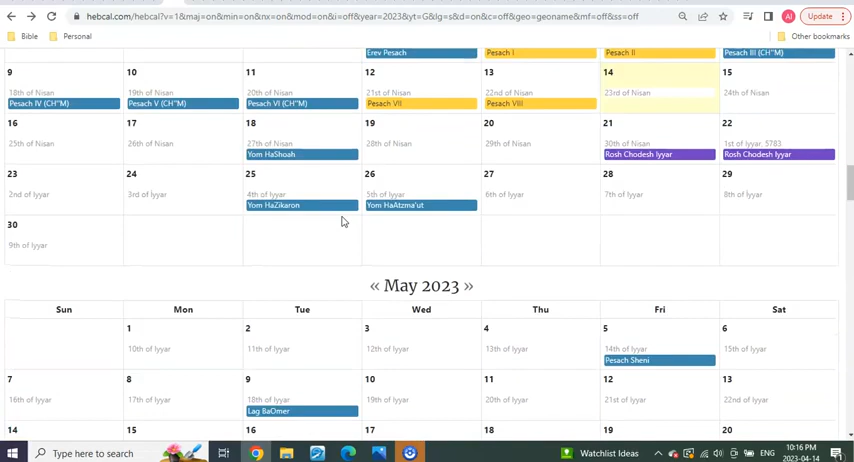 hebcal.com/hebcal?v=1&maj=on&min=on&nx=on&mod=on&i=off&year=2023&yt=G&lg=s&d=on&c=off&geo=geoname&mf=off&ss=off
AI
Update
Bible
Personal
Other bookmarks
Erev Pesach
Pesach I
Pesach II
Pesach III (CH''M)
9
10
11
12
13
14
15
18th of Nisan
19th of Nisan
20th of Nisan
21st of Nisan
22nd of Nisan
23rd of Nisan
24th of Nisan
Pesach IV (CH''M)
Pesach V (CH''M)
Pesach VI (CH''M)
Pesach VII
Pesach VIII
16
17
18
19
20
21
22
25th of Nisan
26th of Nisan
27th of Nisan
28th of Nisan
29th of Nisan
30th of Nisan
1st of Iyyar, 5783
Yom HaShoah
Rosh Chodesh Iyyar
Rosh Chodesh Iyyar
23
24
25
26
27
28
29
2nd of Iyyar
3rd of Iyyar
4th of Iyyar
5th of Iyyar
6th of Iyyar
7th of Iyyar
8th of Iyyar
Yom HaZikaron
Yom HaAtzma'ut
30
9th of Iyyar
« May 2023 »
Sun
Mon
Tue
Wed
Thu
Fri
Sat
1
2
3
4
5
6
10th of Iyyar
11th of Iyyar
12th of Iyyar
13th of Iyyar
14th of Iyyar
15th of Iyyar
Pesach Sheni
7
8
9
10
11
12
13
16th of Iyyar
17th of Iyyar
18th of Iyyar
19th of Iyyar
20th of Iyyar
21st of Iyyar
22nd of Iyyar
Lag BaOmer
14
15
16
17
18
19
20
Type here to search
Watchlist Ideas
ENG
10:16 PM
2023-04-14